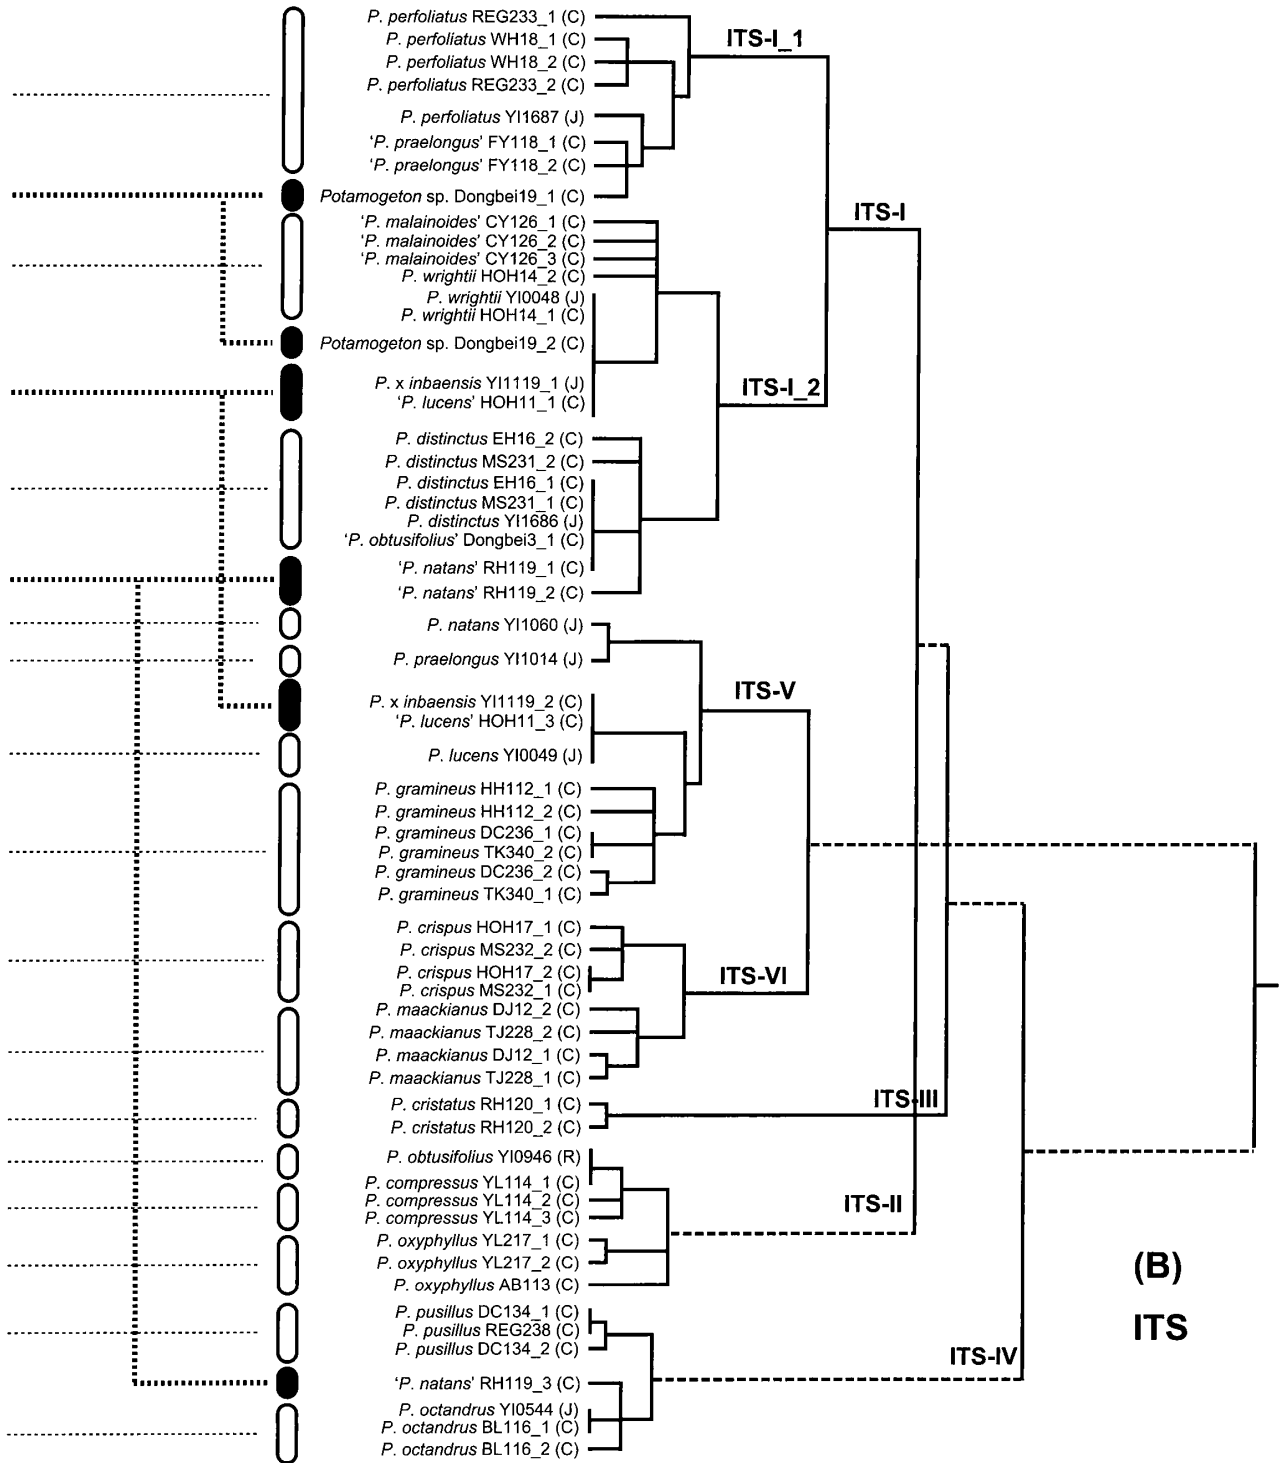 P. perfoliatus REG233_1 (C)
ITS-I_1
P. perfoliatus WH18_1 (C)
P. perfoliatus WH18_2 (C)
P. perfoliatus REG233_2 (C)
P. perfoliatus YI1687 (J)
'P. praelongus' FY118_1 (C)
'P. praelongus' FY118_2 (C)
Potamogeton sp. Dongbei19_1 (C)
ITS-I
'P. malainoides' CY126_1 (C)
'P. malainoides' CY126_2 (C)
'P. malainoides' CY126_3 (C)
P. wrightii HOH14_2 (C)
P. wrightii YI0048 (J)
P. wrightii HOH14_1 (C)
Potamogeton sp. Dongbei19_2 (C)
P. x inbaensis YI1119_1 (J)
ITS-I_2
'P. lucens' HOH11_1 (C)
P. distinctus EH16_2 (C)
P. distinctus MS231_2 (C)
P. distinctus EH16_1 (C)
P. distinctus MS231_1 (C)
P. distinctus YI1686 (J)
'P. obtusifolius' Dongbei3_1 (C)
'P. natans' RH119_1 (C)
'P. natans' RH119_2 (C)
P. natans YI1060 (J)
P. praelongus YI1014 (J)
ITS-V
P. x inbaensis YI1119_2 (C)
'P. lucens' HOH11_3 (C)
P. lucens YI0049 (J)
P. gramineus HH112_1 (C)
P. gramineus HH112_2 (C)
P. gramineus DC236_1 (C)
P. gramineus TK340_2 (C)
P. gramineus DC236_2 (C)
P. gramineus TK340_1 (C)
P. crispus HOH17_1 (C)
P. crispus MS232_2 (C)
P. crispus HOH17_2 (C)
ITS-VI
P. crispus MS232_1 (C)
P. maackianus DJ12_2 (C)
P. maackianus TJ228_2 (C)
P. maackianus DJ12_1 (C)
P. maackianus TJ228_1 (C)
ITS-III
P. cristatus RH120_1 (C)
P. cristatus RH120_2 (C)
P. obtusifolius YI0946 (R)
P. compressus YL114_1 (C)
P. compressus YL114_2 (C)
ITS-II
P. compressus YL114_3 (C)
P. oxyphyllus YL217_1 (C)
P. oxyphyllus YL217_2 (C)
(B)
P. oxyphyllus AB113 (C)
P. pusillus DC134_1 (C)
P. pusillus REG238 (C)
ITS
P. pusillus DC134_2 (C)
ITS-IV
'P. natans' RH119_3 (C)
P. octandrus YI0544 (J)
P. octandrus BL116_1 (C)
P. octandrus BL116_2 (C)